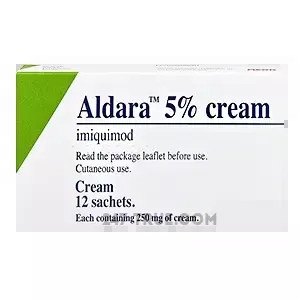 Aldara™ 5% cream
imiquimod
Read the package leaflet before use.
Cutaneous use.
Cream
12 sachets.
Each containing 250 mg of cream.